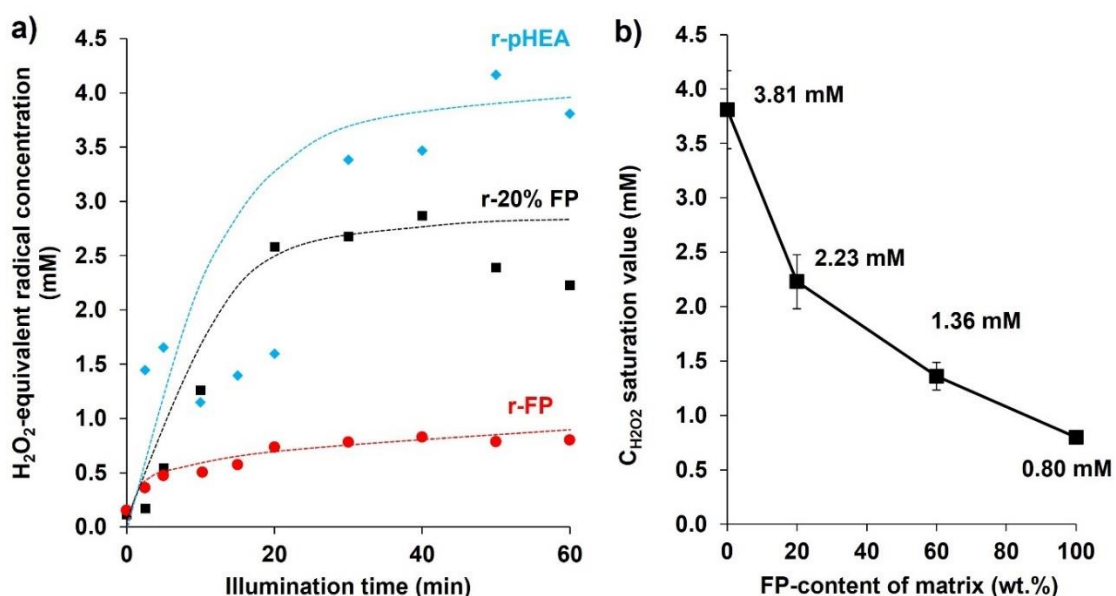 a)
r-pHEA
r-20% FP
r-FP
H₂O₂-equivalent radical concentration
(mM)
4.5
4.0
3.5
3.0
2.5
2.0
1.5
1.0
0.5
0.0
0
20
40
60
Illumination time (min)
b)
3.81 mM
2.23 mM
1.36 mM
0.80 mM
C_H2O2 saturation value (mM)
4.5
4.0
3.5
3.0
2.5
2.0
1.5
1.0
0.5
0.0
0
20
40
60
80
100
FP-content of matrix (wt.%)